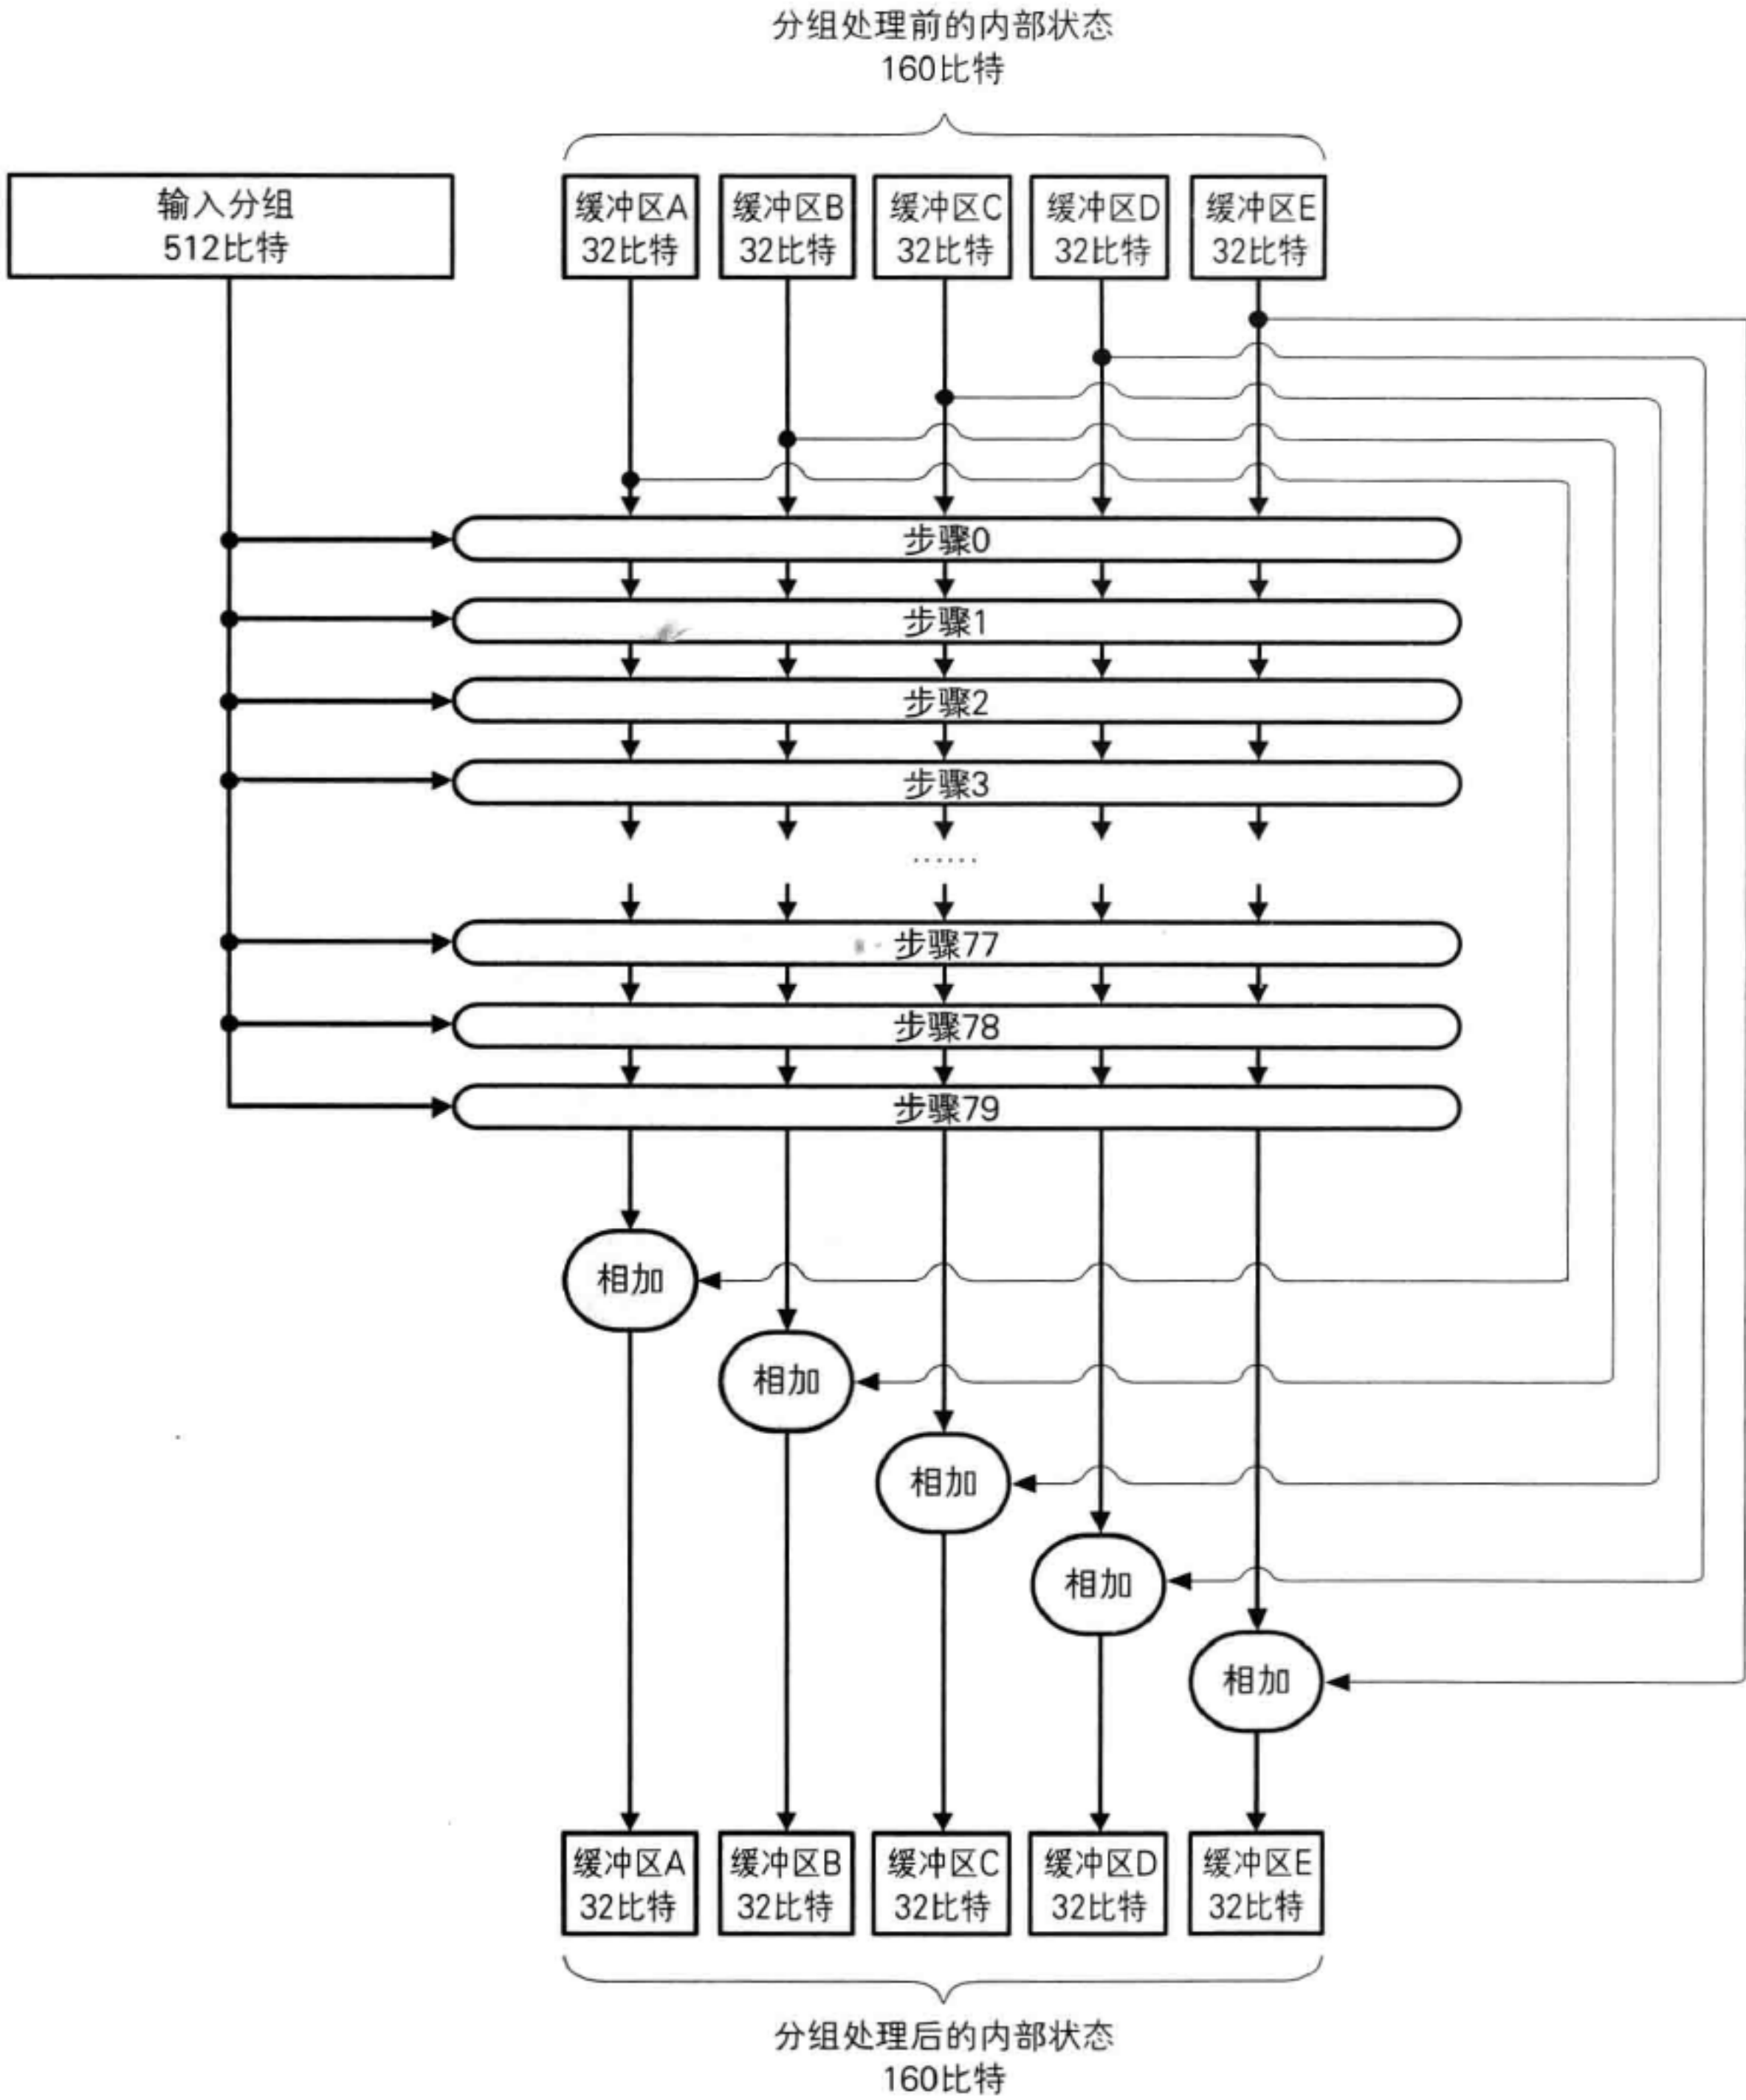 分组处理前的内部状态
160比特
输入分组
512比特
缓冲区A
32比特
缓冲区B
32比特
缓冲区C
32比特
缓冲区D
32比特
缓冲区E
32比特
步骤0
步骤1
步骤2
步骤3
……
步骤77
步骤78
步骤79
相加
相加
相加
相加
相加
缓冲区A
32比特
缓冲区B
32比特
缓冲区C
32比特
缓冲区D
32比特
缓冲区E
32比特
分组处理后的内部状态
160比特